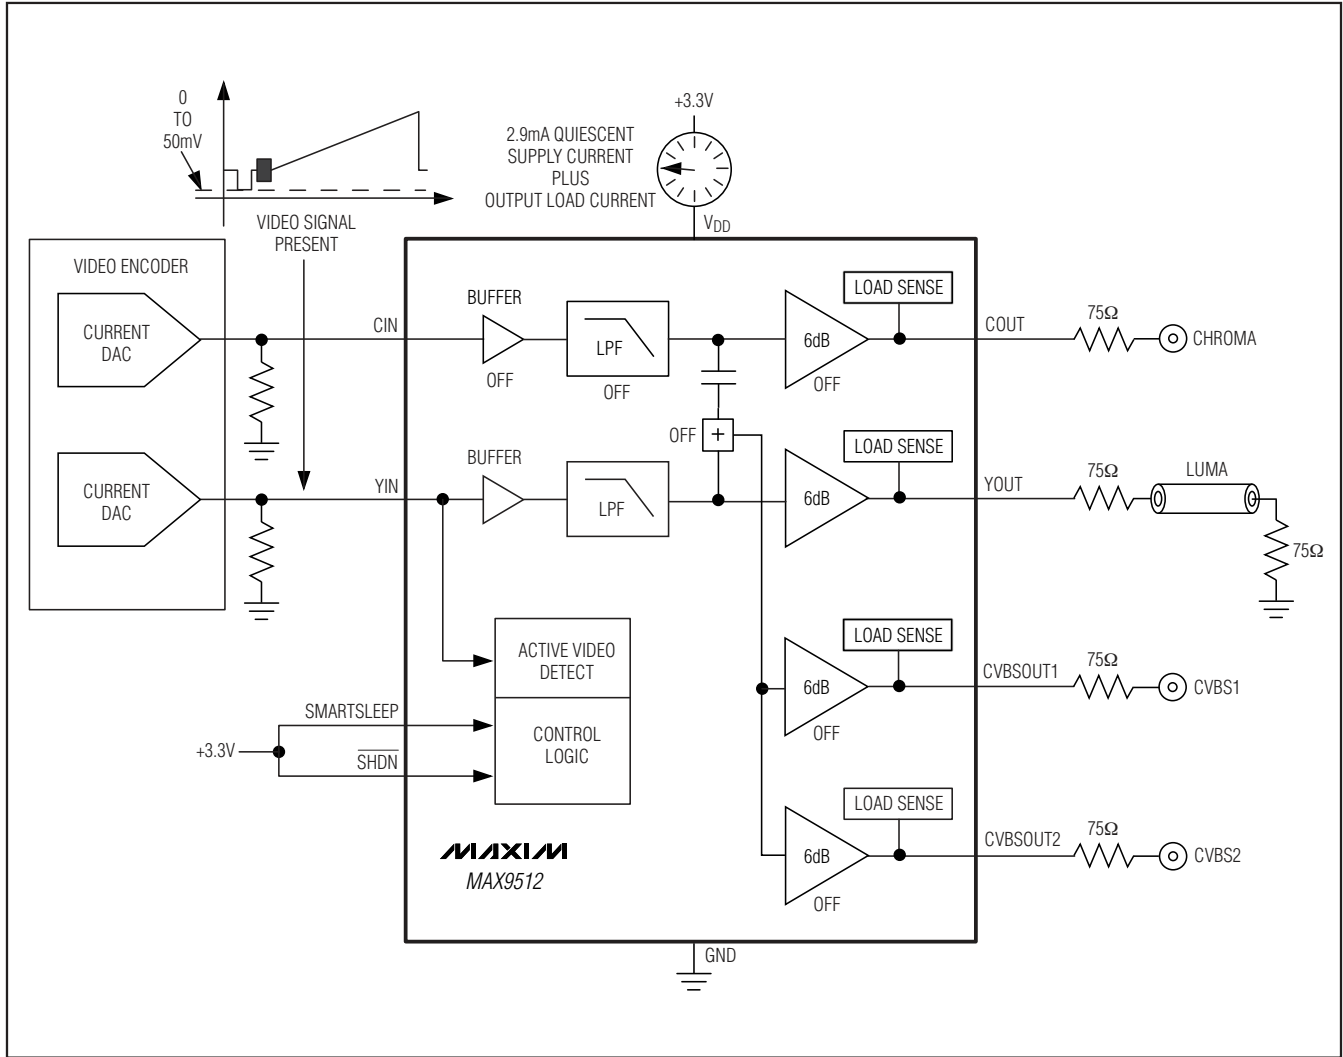 0
TO
50mV
+3.3V
2.9mA QUIESCENT
SUPPLY CURRENT
PLUS
OUTPUT LOAD CURRENT
VDD
VIDEO SIGNAL
PRESENT
VIDEO ENCODER
CURRENT
DAC
CIN
BUFFER
OFF
LPF
OFF
6dB
OFF
LOAD SENSE
COUT
75Ω
CHROMA
OFF
+
CURRENT
DAC
YIN
BUFFER
LPF
6dB
LOAD SENSE
YOUT
75Ω
LUMA
75Ω
ACTIVE VIDEO
DETECT
CONTROL
LOGIC
SMARTSLEEP
+3.3V
SHDN
6dB
OFF
LOAD SENSE
CVBSOUT1
75Ω
CVBS1
6dB
OFF
LOAD SENSE
CVBSOUT2
75Ω
CVBS2
MAXIM
MAX9512
GND